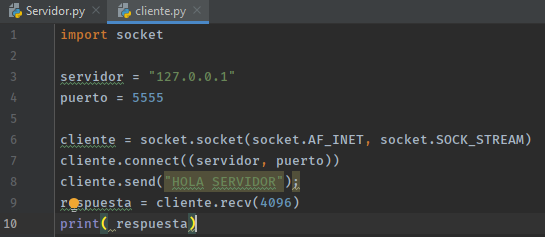 Servidor.py cliente.py
1 import socket
2
3 servidor = "127.0.0.1"
4 puerto = 5555
5
6 cliente = socket.socket(socket.AF_INET, socket.SOCK_STREAM)
7 cliente.connect((servidor, puerto))
8 cliente.send("HOLA SERVIDOR");
9 respuesta = cliente.recv(4096)
10 print( respuesta)